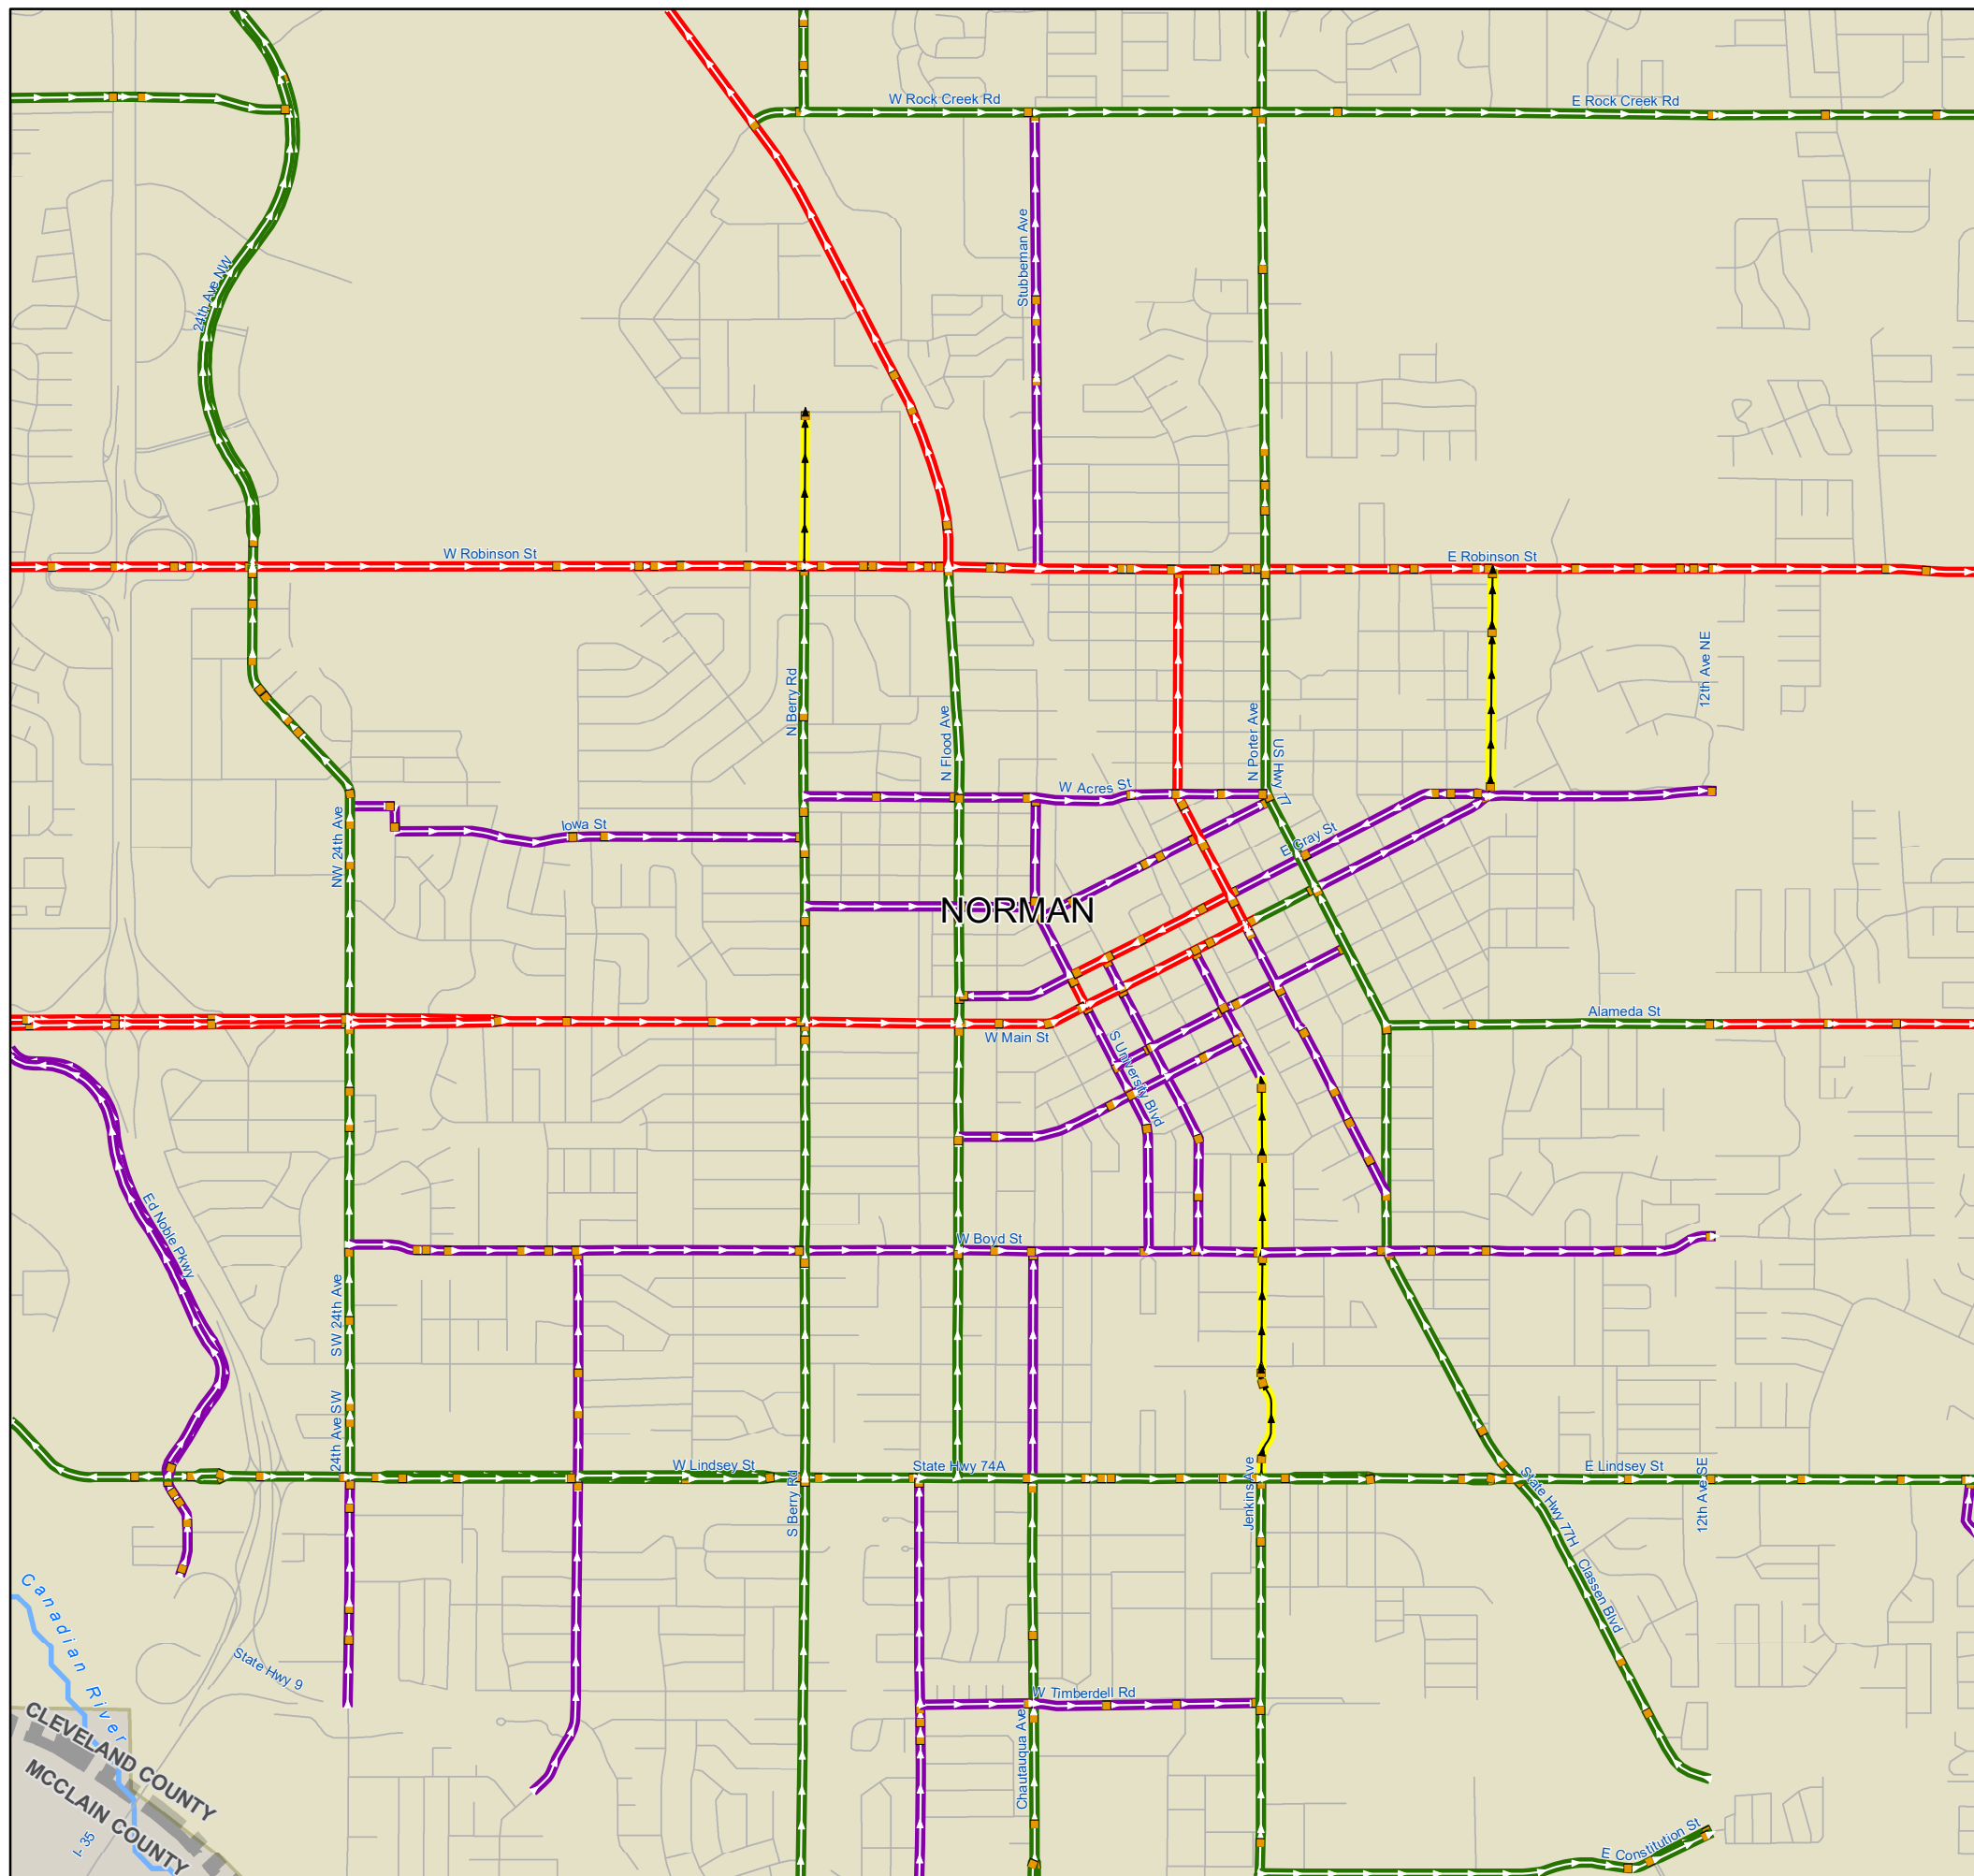 W Rock Creek Rd
E Rock Creek Rd
Stubbeman Ave
24th Ave NW
W Robinson St
E Robinson St
12th Ave NE
N Berry Rd
N Flood Ave
N Porter Ave
US Hwy 77
W Acres St
Iowa St
NW 24th Ave
E Gray St
NORMAN
Alameda St
W Main St
S University Blvd
Ed Noble Pkwy
W Boyd St
SW 24th Ave
24th Ave SW
W Lindsey St
State Hwy 74A
E Lindsey St
S Berry Rd
Jenkins Ave
State Hwy 77H
12th Ave SE
Classen Blvd
Canadian River
State Hwy 9
W Timberdell Rd
Chautauqua Ave
CLEVELAND COUNTY
MCCLAIN COUNTY
I- 35
E Constitution St